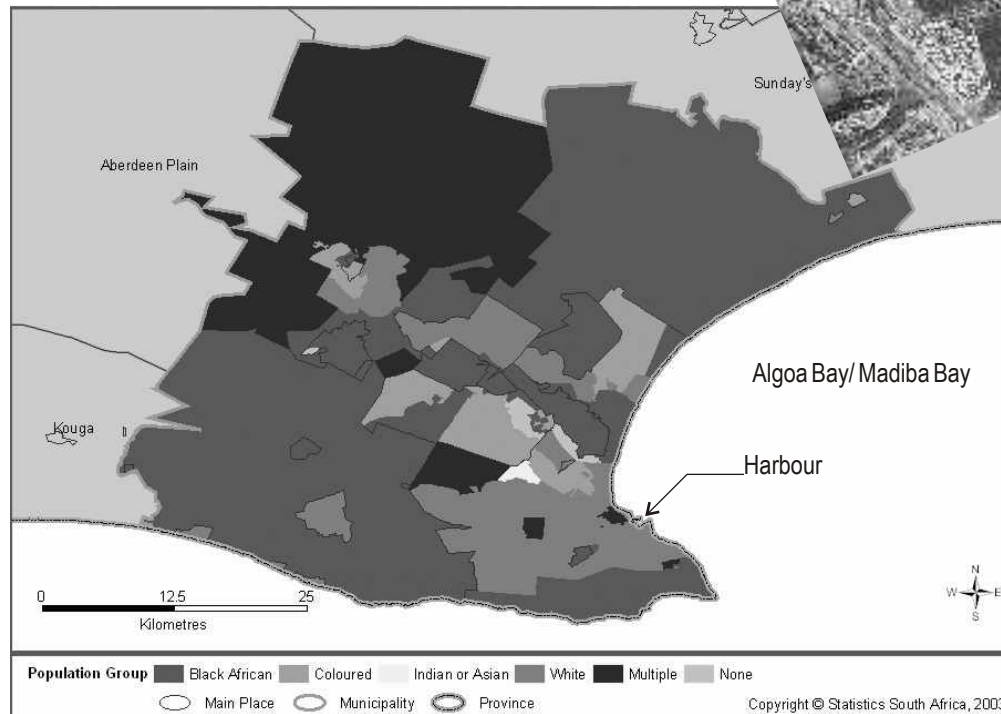 Sunday's
Aberdeen Plain
Algoa Bay/ Madiba Bay
Kouga
Harbour
0 12.5 25
Kilometres
N
W E
S
Population Group Black African Coloured Indian or Asian White Multiple None
Main Place Municipality Province
Copyright © Statistics South Africa, 2003